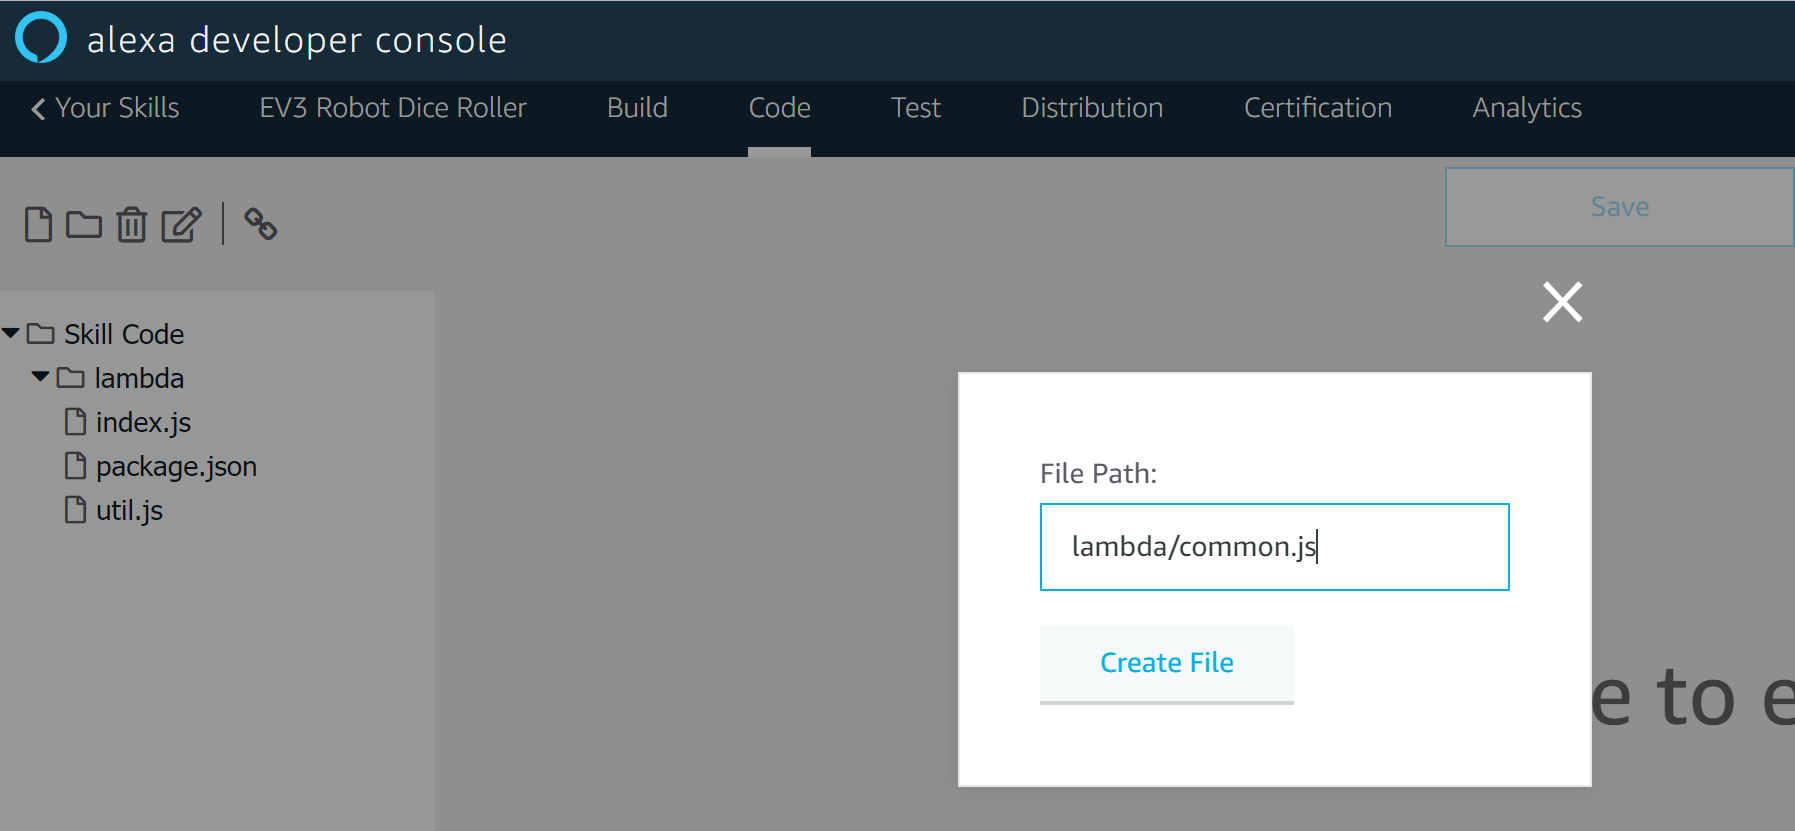 alexa developer console
Your Skills EV3 Robot Dice Roller Build Code Test Distribution Certification Analytics
Save
Skill Code
lambda
index.js
package.json
util.js
File Path:
lambda/common.js
Create File
e to e